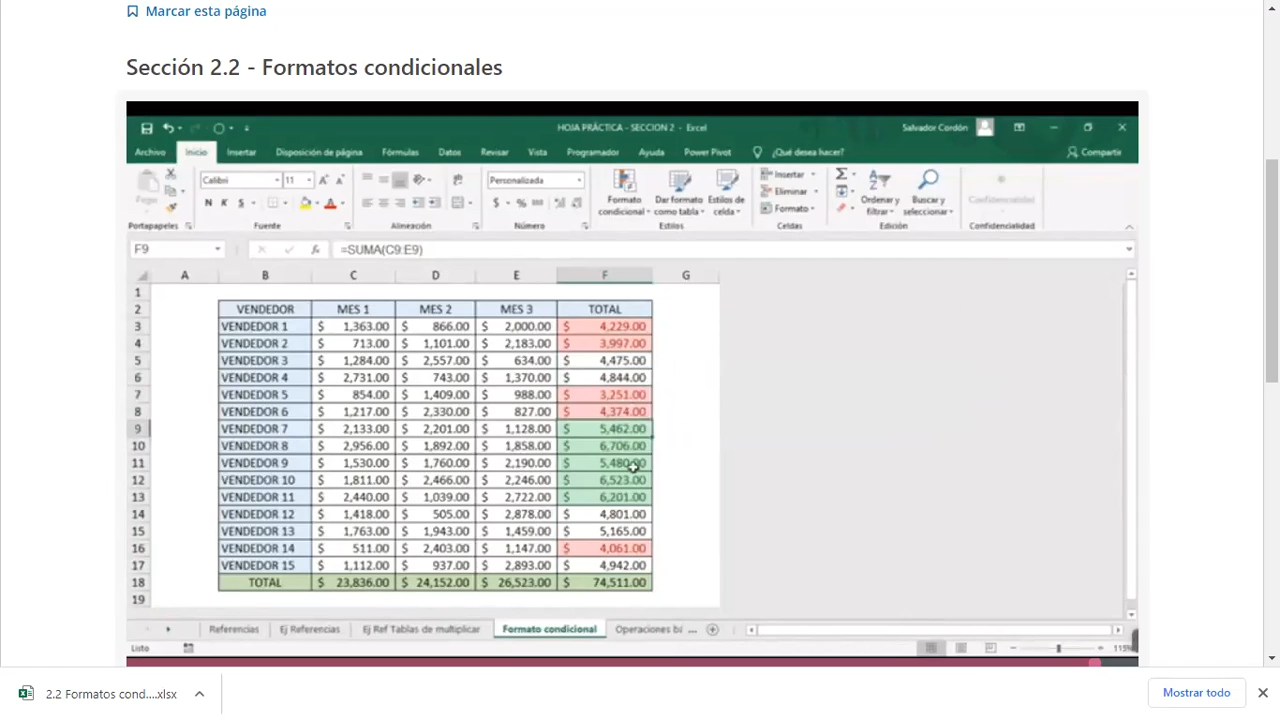 Marcar esta página
Sección 2.2 - Formatos condicionales
HOJA PRÁCTICA - SECCION 2 - Excel
Salvador Cordón
Archivo Inicio Insertar Disposición de página Fórmulas Datos Revisar Vista Programador Ayuda Power Pivot ¿Qué desea hacer? Compartir
Calibri 11 Personalizada Insertar
Pegar Formato condicional Dar formato como tabla Estilos de celda Eliminar Ordenar y filtrar Buscar y seleccionar Confidencialidad
N K S $ % 000 Formato
Portapapeles Fuente Alineación Número Estilos Celdas Edición Confidencialidad
F9 fx =SUMA(C9:E9)
A B C D E F G
1
2 VENDEDOR MES 1 MES 2 MES 3 TOTAL
3 VENDEDOR 1 $ 1,363.00 $ 866.00 $ 2,000.00 $ 4,229.00
4 VENDEDOR 2 $ 713.00 $ 1,101.00 $ 2,183.00 $ 3,997.00
5 VENDEDOR 3 $ 1,284.00 $ 2,557.00 $ 634.00 $ 4,475.00
6 VENDEDOR 4 $ 2,731.00 $ 743.00 $ 1,370.00 $ 4,844.00
7 VENDEDOR 5 $ 854.00 $ 1,409.00 $ 988.00 $ 3,251.00
8 VENDEDOR 6 $ 1,217.00 $ 2,330.00 $ 827.00 $ 4,374.00
9 VENDEDOR 7 $ 2,133.00 $ 2,201.00 $ 1,128.00 $ 5,462.00
10 VENDEDOR 8 $ 2,956.00 $ 1,892.00 $ 1,858.00 $ 6,706.00
11 VENDEDOR 9 $ 1,530.00 $ 1,760.00 $ 2,190.00 $ 5,480.00
12 VENDEDOR 10 $ 1,811.00 $ 2,466.00 $ 2,246.00 $ 6,523.00
13 VENDEDOR 11 $ 2,440.00 $ 1,039.00 $ 2,722.00 $ 6,201.00
14 VENDEDOR 12 $ 1,418.00 $ 505.00 $ 2,878.00 $ 4,801.00
15 VENDEDOR 13 $ 1,763.00 $ 1,943.00 $ 1,459.00 $ 5,165.00
16 VENDEDOR 14 $ 511.00 $ 2,403.00 $ 1,147.00 $ 4,061.00
17 VENDEDOR 15 $ 1,112.00 $ 937.00 $ 2,893.00 $ 4,942.00
18 TOTAL $ 23,836.00 $ 24,152.00 $ 26,523.00 $ 74,511.00
19
Referencias Ej Referencias Ej Ref Tablas de multiplicar Formato condicional Operaciones bi ...
Listo 115%
2.2 Formatos cond....xlsx
Mostrar todo